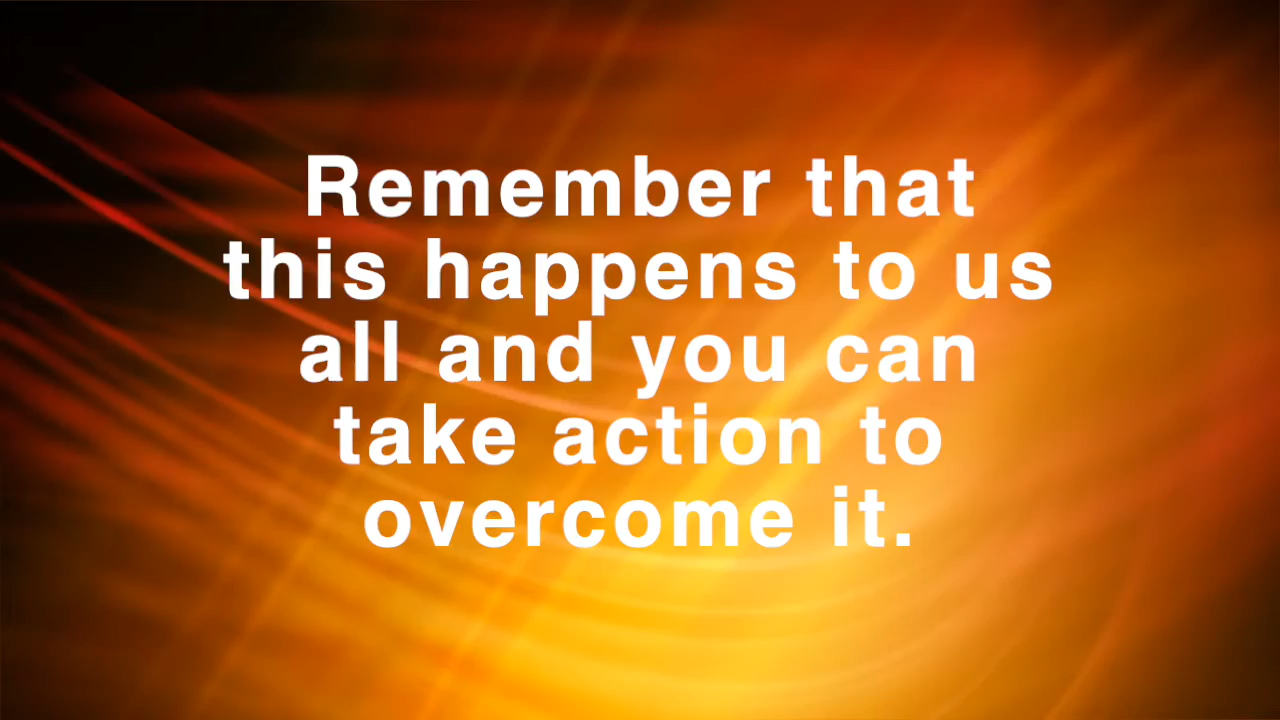 Remember that
this happens to us
all and you can
take action to
overcome it.